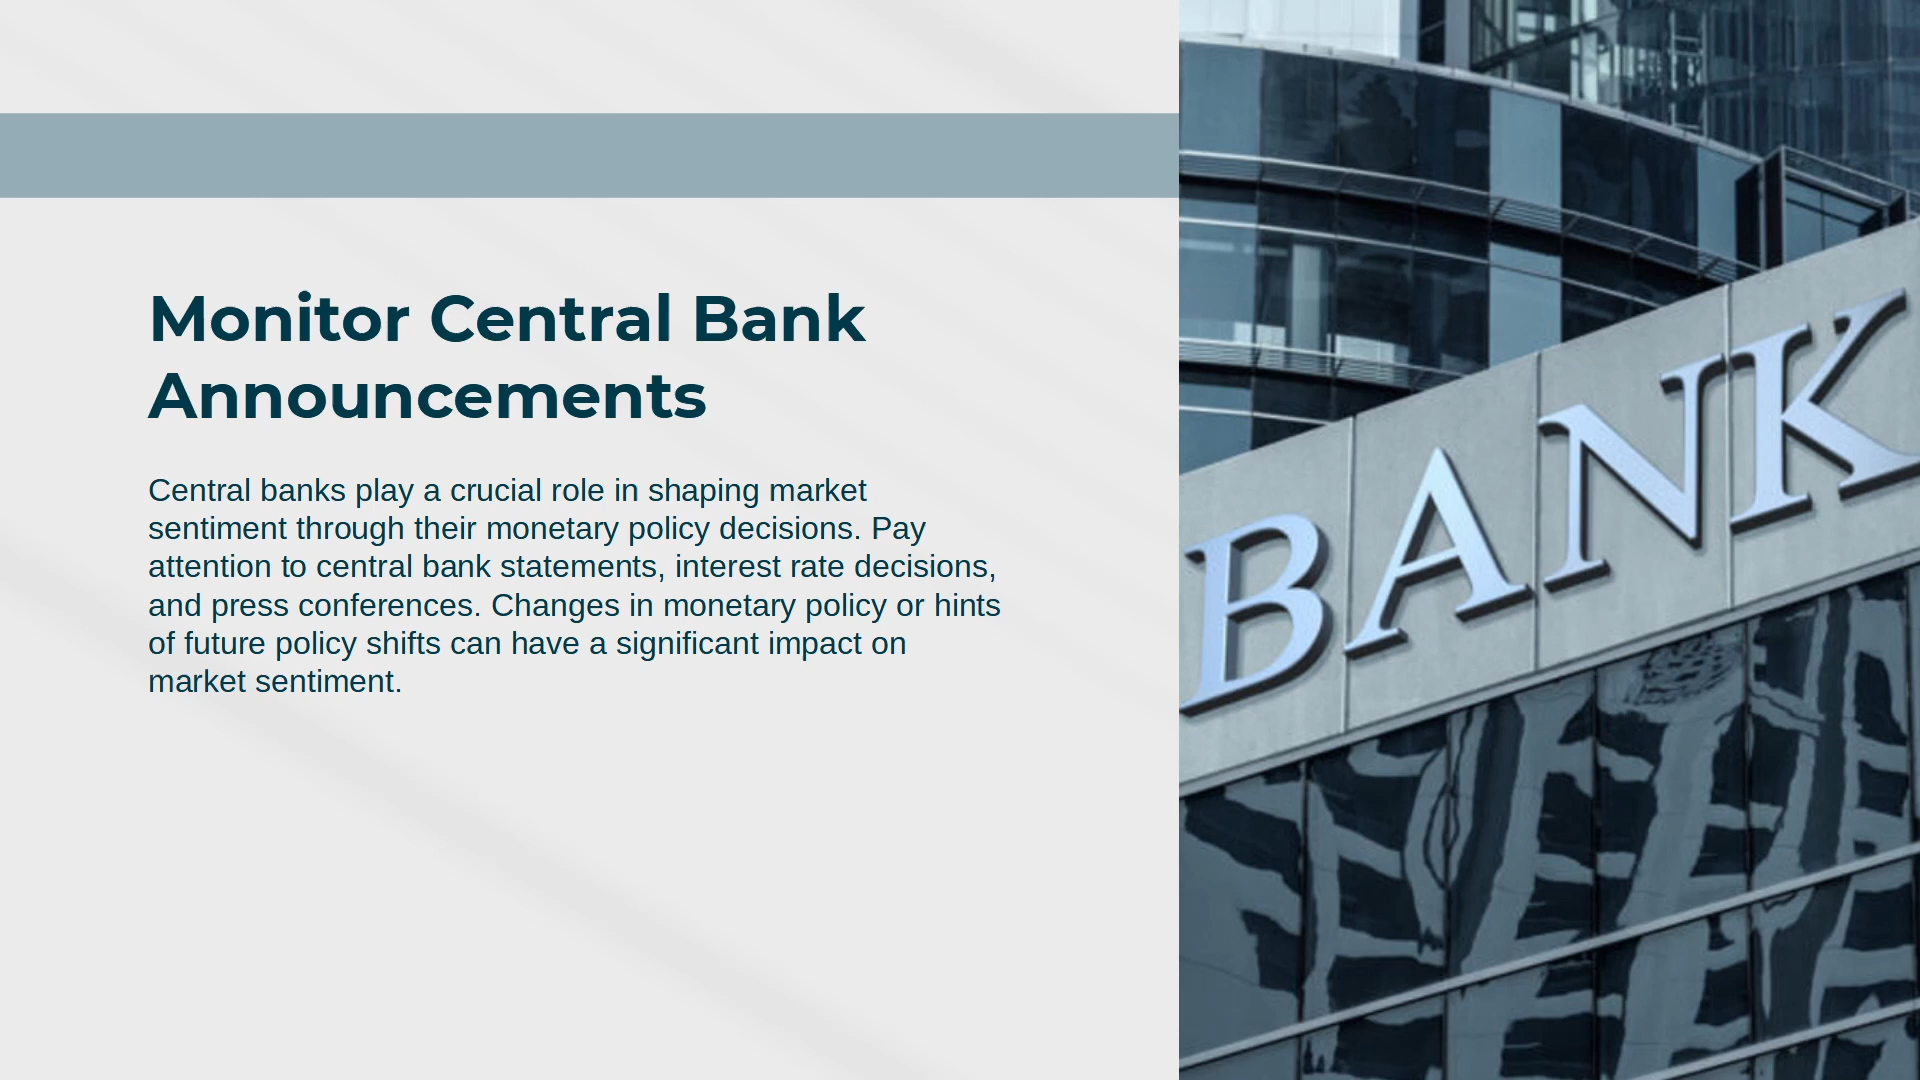 Monitor Central Bank
Announcements
Central banks play a crucial role in shaping market
sentiment through their monetary policy decisions. Pay
attention to central bank statements, interest rate decisions,
and press conferences. Changes in monetary policy or hints
of future policy shifts can have a significant impact on
market sentiment.
BANK